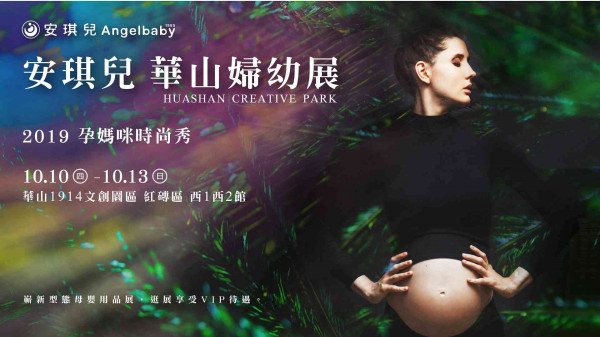 安琪兒 Angelbaby 1988
安琪兒 華山婦幼展
HUASHAN CREATIVE PARK
2019 孕媽咪時尚秀
10.10 四 -10.13 日
華山1914文創園區 紅磚區 西1西2館
嶄新型態母嬰用品展，逛展享受VIP待遇。